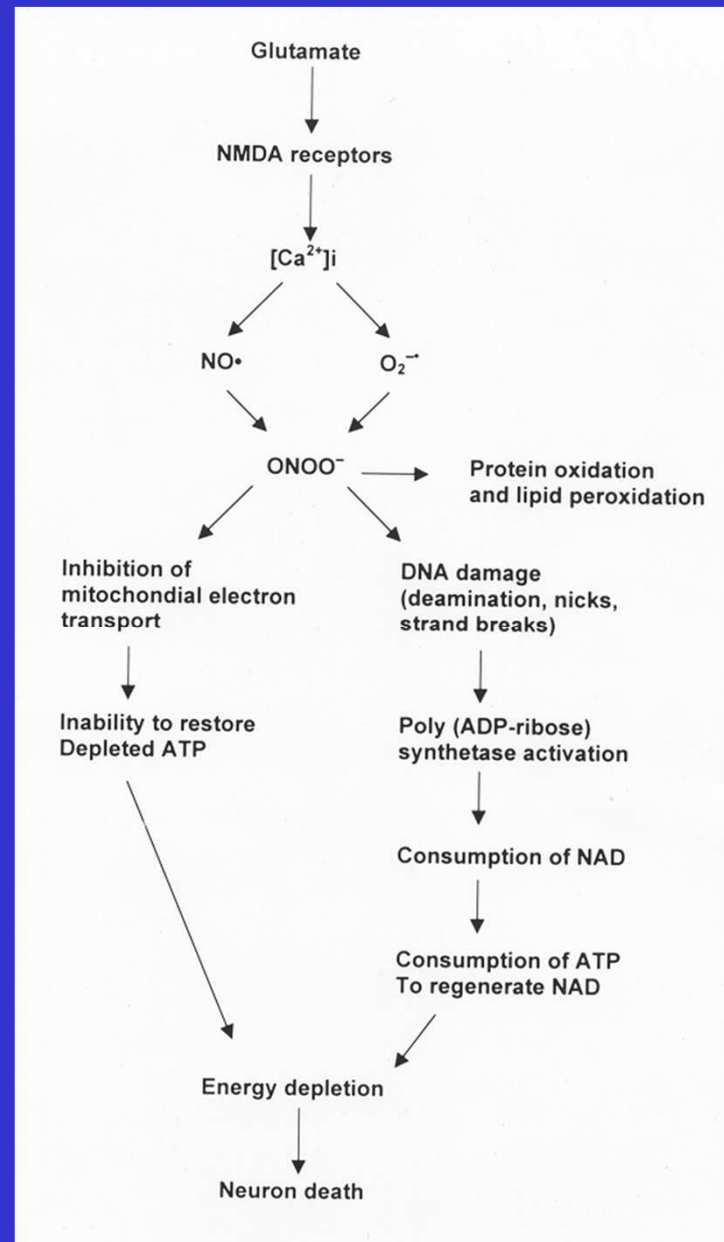 Glutamate
NMDA receptors
[Ca²⁺]i
NO•
O₂⁻•
ONOO⁻
Protein oxidation
and lipid peroxidation
Inhibition of
mitochondial electron
transport
DNA damage
(deamination, nicks,
strand breaks)
Inability to restore
Depleted ATP
Poly (ADP-ribose)
synthetase activation
Consumption of NAD
Consumption of ATP
To regenerate NAD
Energy depletion
Neuron death